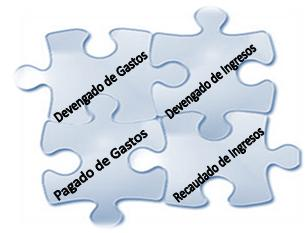 Devengado de Gastos
Devengado de Ingresos
Pagado de Gastos
Recaudado de Ingresos